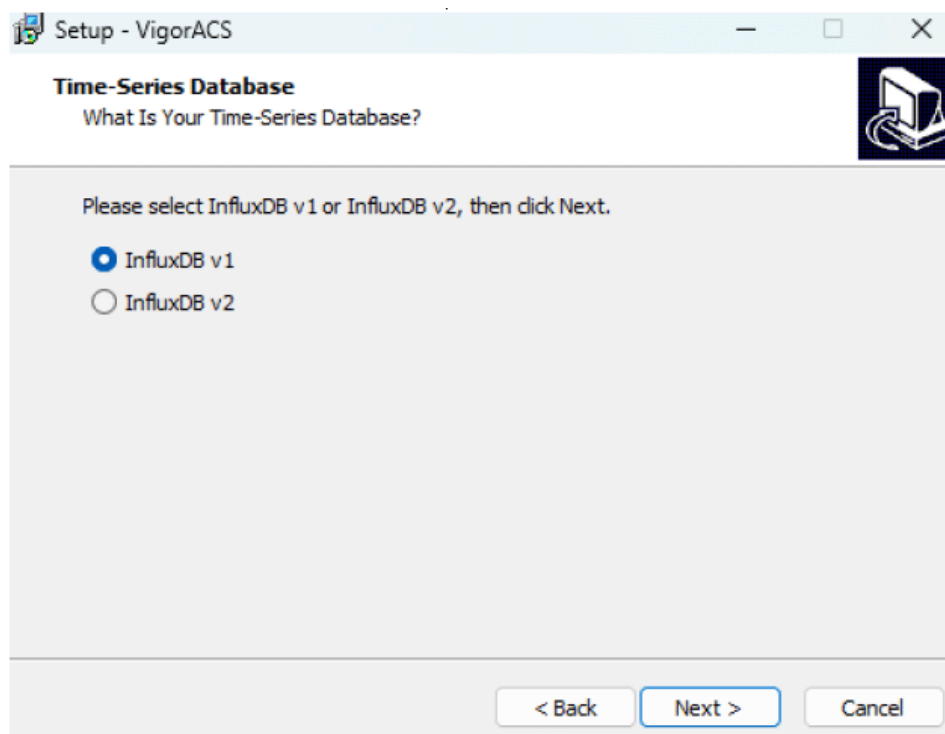 Setup - VigorACS
Time-Series Database
What Is Your Time-Series Database?
Please select InfluxDB v1 or InfluxDB v2, then click Next.
InfluxDB v1
InfluxDB v2
< Back Next > Cancel